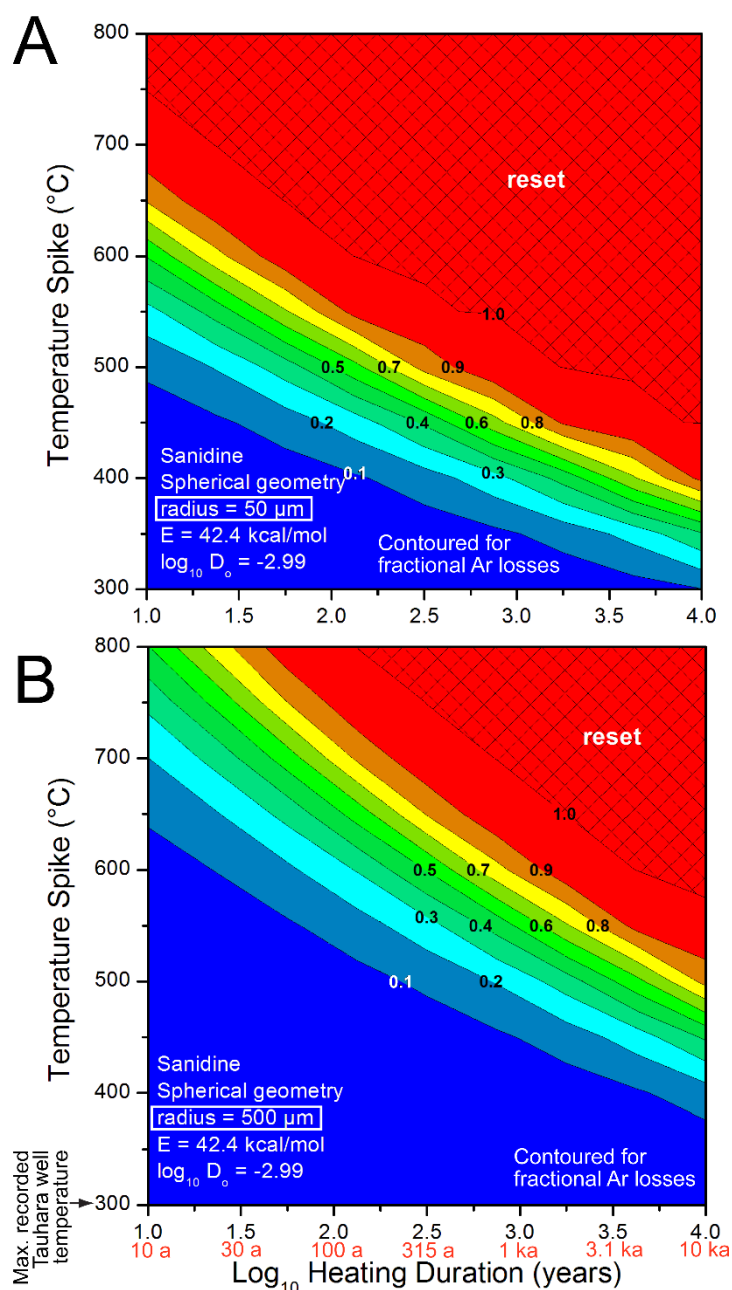 A
800
700
600
500
400
300
Temperature Spike (°C)
reset
1.0
0.5
0.7
0.9
0.2
0.4
0.6
0.8
0.1
0.3
Sanidine
Spherical geometry
radius = 50 µm
E = 42.4 kcal/mol
log10 Do = -2.99
Contoured for
fractional Ar losses
1.0 1.5 2.0 2.5 3.0 3.5 4.0
B
800
700
600
500
400
300
Temperature Spike (°C)
reset
1.0
0.5
0.7
0.9
0.3
0.4
0.6
0.8
0.1
0.2
Sanidine
Spherical geometry
radius = 500 µm
E = 42.4 kcal/mol
log10 Do = -2.99
Contoured for
fractional Ar losses
Max. recorded
Tauhara well
temperature
1.0 1.5 2.0 2.5 3.0 3.5 4.0
10 a 30 a 100 a 315 a 1 ka 3.1 ka 10 ka
Log10 Heating Duration (years)